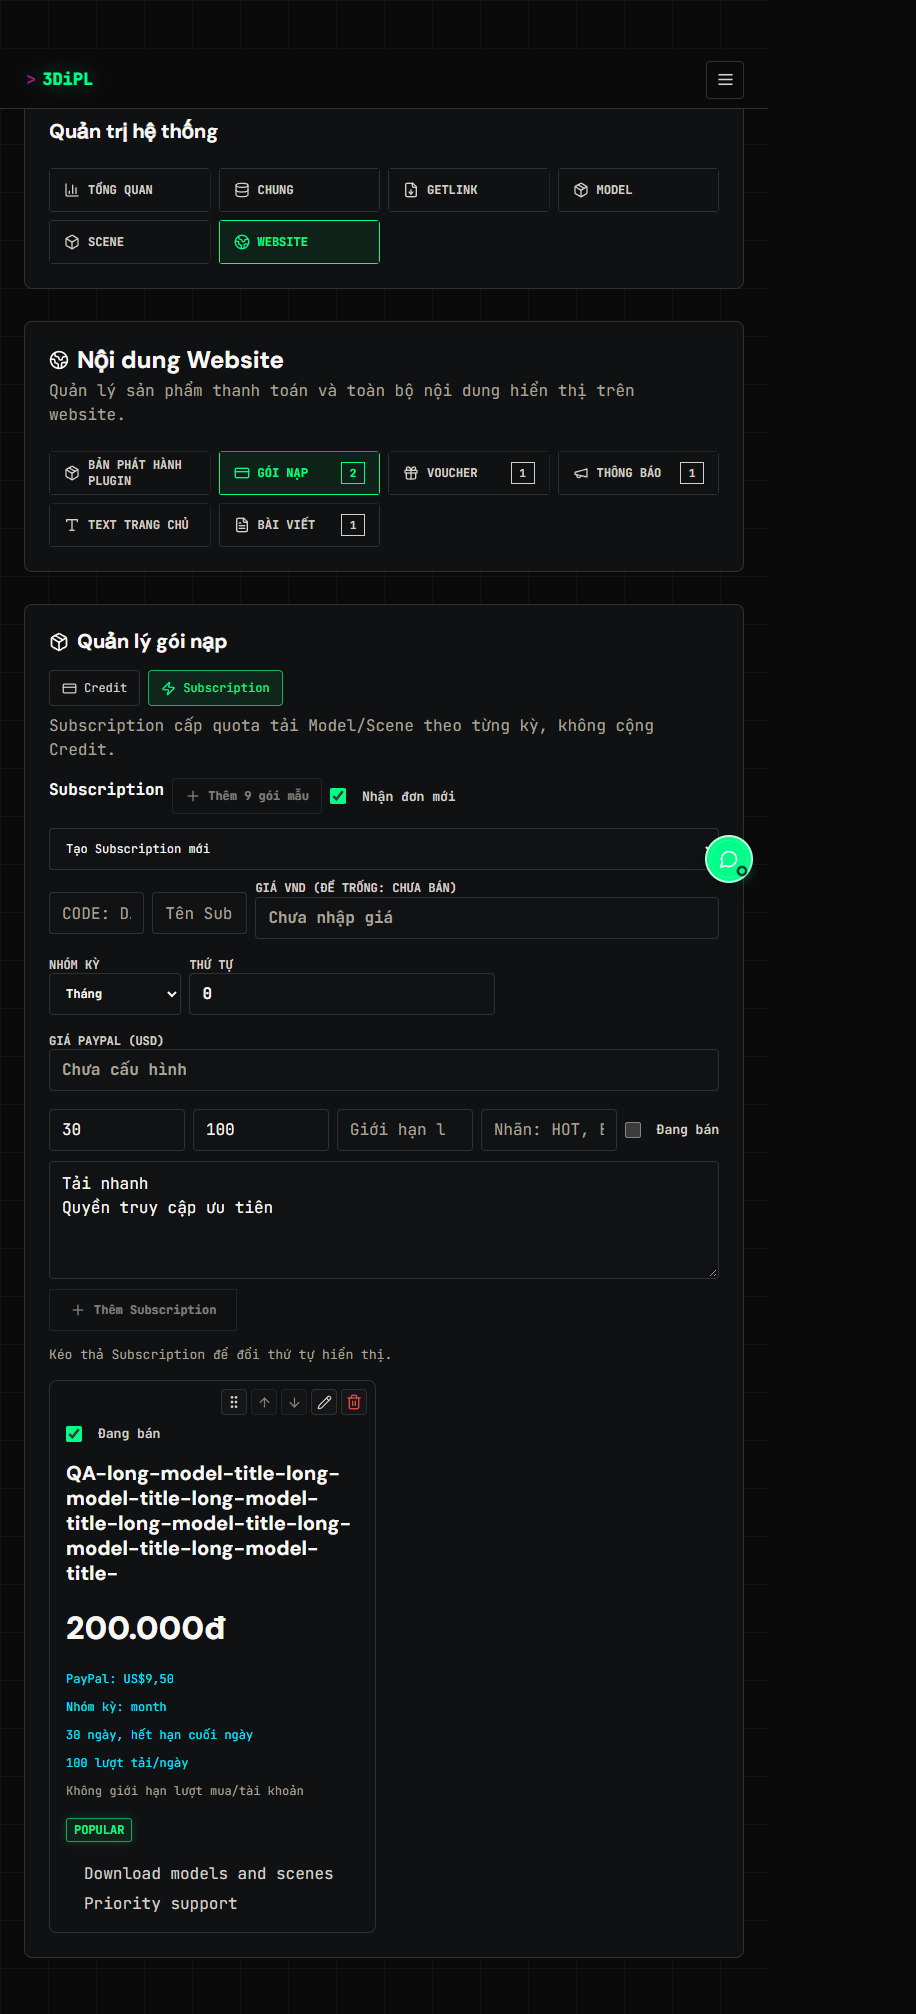 > 3DiPL
Quản trị hệ thống
TỔNG QUAN
CHUNG
GETLINK
MODEL
SCENE
WEBSITE
Nội dung Website
Quản lý sản phẩm thanh toán và toàn bộ nội dung hiển thị trên
website.
BẢN PHÁT HÀNH
PLUGIN
GÓI NẠP 2
VOUCHER 1
THÔNG BÁO 1
TEXT TRANG CHỦ
BÀI VIẾT 1
Quản lý gói nạp
Credit
Subscription
Subscription cấp quota tải Model/Scene theo từng kỳ, không cộng
Credit.
Subscription
Thêm 9 gói mẫu
Nhận đơn mới
Tạo Subscription mới
GIÁ VND (ĐỂ TRỐNG: CHƯA BÁN)
CODE: D
Tên Sub
Chưa nhập giá
NHÓM KỲ
THỨ TỰ
Tháng
0
GIÁ PAYPAL (USD)
Chưa cấu hình
30
100
Giới hạn l
Nhãn: HOT,
Đang bán
Tải nhanh
Quyền truy cập ưu tiên
Thêm Subscription
Kéo thả Subscription để đổi thứ tự hiển thị.
Đang bán
QA-long-model-title-long-
model-title-long-model-
title-long-model-title-long-
model-title-long-model-
title-
200.000đ
PayPal: US$9,50
Nhóm kỳ: month
30 ngày, hết hạn cuối ngày
100 lượt tải/ngày
Không giới hạn lượt mua/tài khoản
POPULAR
Download models and scenes
Priority support